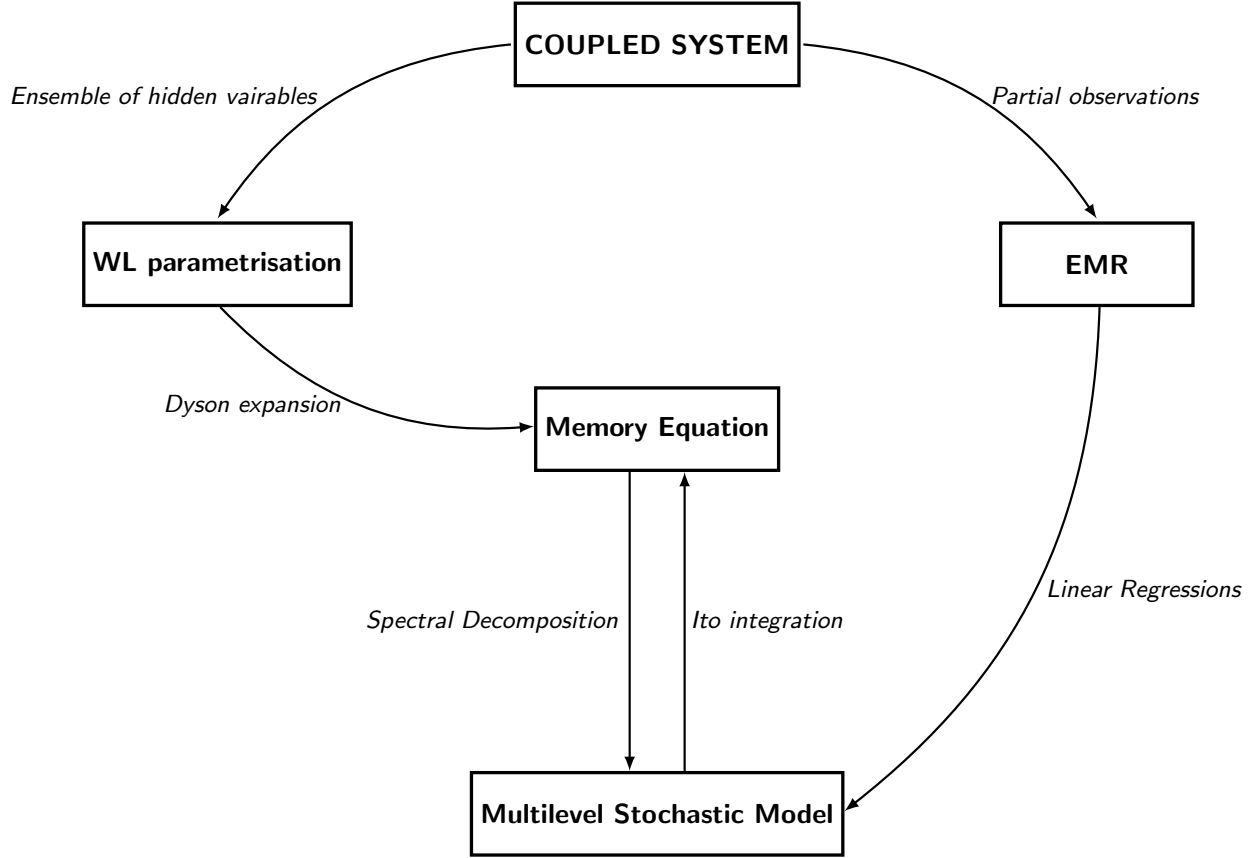 COUPLED SYSTEM
Ensemble of hidden vairables
Partial observations
WL parametrisation
EMR
Dyson expansion
Memory Equation
Linear Regressions
Spectral Decomposition
Ito integration
Multilevel Stochastic Model